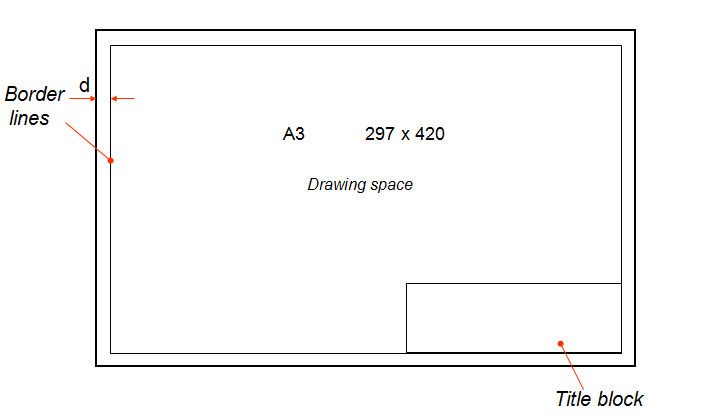 d
Border
lines
A3 297 x 420
Drawing space
Title block